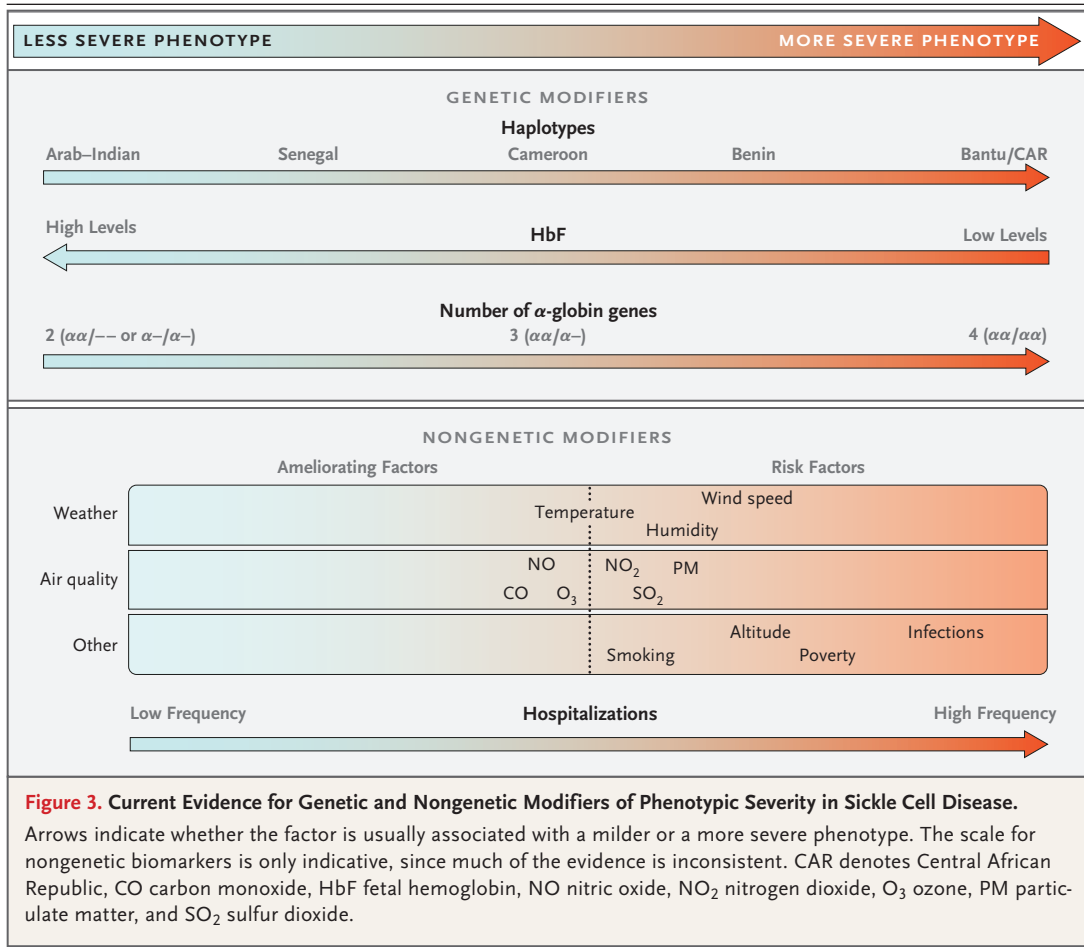 LESS SEVERE PHENOTYPE MORE SEVERE PHENOTYPE
GENETIC MODIFIERS
Haplotypes
Arab–Indian Senegal Cameroon Benin Bantu/CAR
High Levels HbF Low Levels
Number of α-globin genes
2 (αα/–– or α–/α–) 3 (αα/α–) 4 (αα/αα)
NONGENETIC MODIFIERS
Ameliorating Factors Risk Factors
Weather Temperature Wind speed
Humidity
Air quality NO NO₂ PM
CO O₃ SO₂
Other Altitude Infections
Smoking Poverty
Low Frequency Hospitalizations High Frequency
Figure 3. Current Evidence for Genetic and Nongenetic Modifiers of Phenotypic Severity in Sickle Cell Disease.
Arrows indicate whether the factor is usually associated with a milder or a more severe phenotype. The scale for
nongenetic biomarkers is only indicative, since much of the evidence is inconsistent. CAR denotes Central African
Republic, CO carbon monoxide, HbF fetal hemoglobin, NO nitric oxide, NO₂ nitrogen dioxide, O₃ ozone, PM partic-
ulate matter, and SO₂ sulfur dioxide.